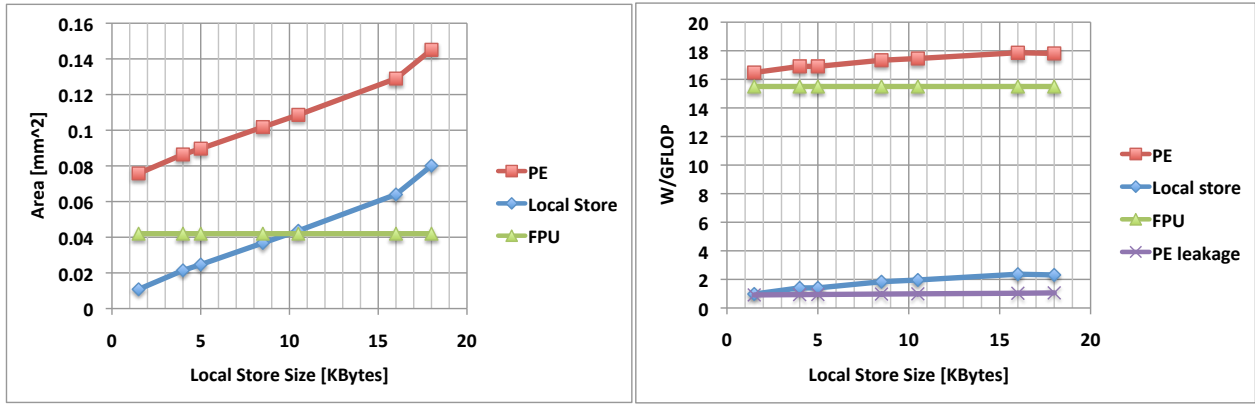 0.16
0.14
0.12
0.1
0.08
0.06
0.04
0.02
0
Area [mm^2]
0 5 10 15 20
Local Store Size [KBytes]
PE
Local Store
FPU
20
18
16
14
12
10
8
6
4
2
0
W/GFLOP
0 5 10 15 20
Local Store Size [KBytes]
PE
Local store
FPU
PE leakage